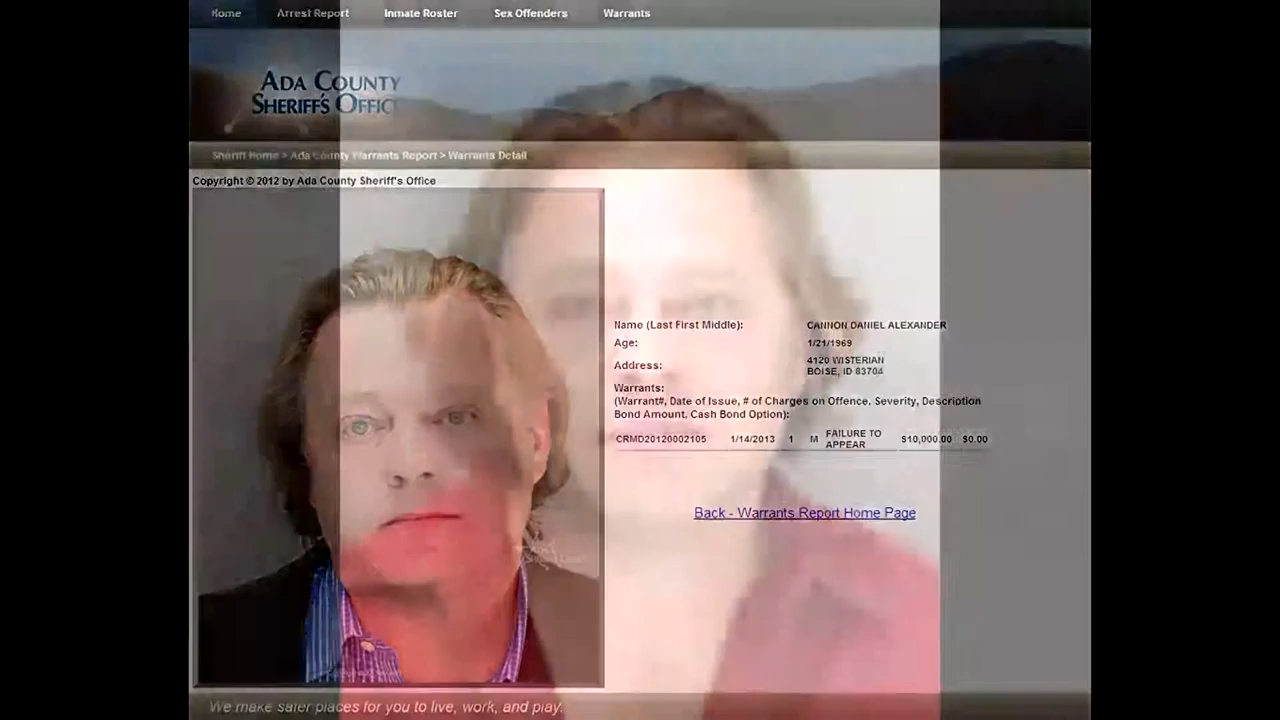 Home Arrest Report Inmate Roster Sex Offenders Warrants
ADA COUNTY
SHERIFF'S OFFIC
Sheriff Home > Ada County Warrants Report > Warrants Detail
Copyright © 2012 by Ada County Sheriff's Office
Name (Last First Middle): CANNON DANIEL ALEXANDER
Age: 1/21/1969
Address: 4120 WISTERIAN
BOISE, ID 83704
Warrants:
(Warrant#, Date of Issue, # of Charges on Offence, Severity, Description
Bond Amount, Cash Bond Option):
CRMD20120002105 1/14/2013 1 M FAILURE TO APPEAR $10,000.00 $0.00
Back - Warrants Report Home Page
We make safer places for you to live, work, and play.